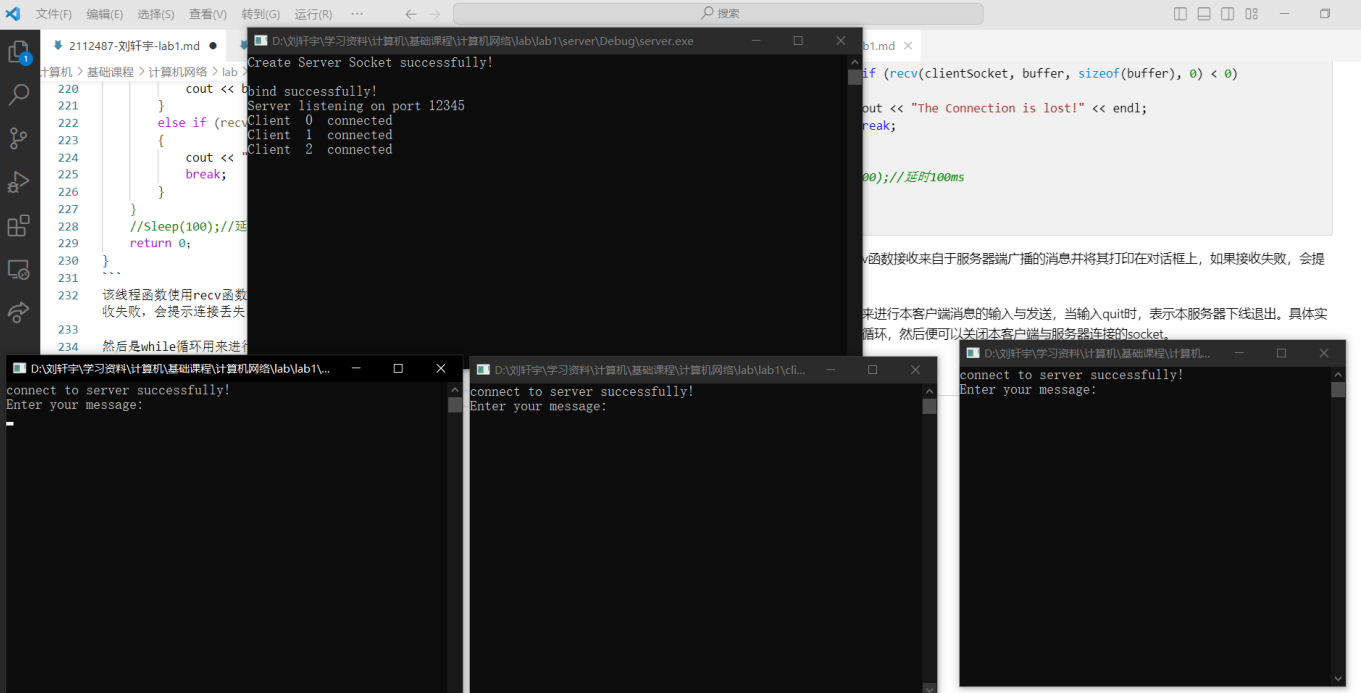 文件(F) 编辑(E) 选择(S) 查看(V) 转到(G) 运行(R) ··· 搜索
2112487-刘轩宇-lab1.md
b1.md
计算机 > 基础课程 > 计算机网络 > lab
220 cout <<
221 }
222 else if (recv
223 {
224 cout << "
225 break;
226 }
227 }
228 //Sleep(100);//延
229 return 0;
230 }
231 ```
232 该线程函数使用recv函数
收失败，会提示连接丢失
233
234 然后是while循环用来进行
D:\刘轩宇\学习资料\计算机\基础课程\计算机网络\lab\lab1\server\Debug\server.exe
Create Server Socket successfully!
bind successfully!
Server listening on port 12345
Client 0 connected
Client 1 connected
Client 2 connected
if (recv(clientSocket, buffer, sizeof(buffer), 0) < 0)
out << "The Connection is lost!" << endl;
reak;
00);//延时100ms
v函数接收来自于服务器端广播的消息并将其打印在对话框上，如果接收失败，会提
来进行本客户端消息的输入与发送，当输入quit时，表示本服务器下线退出。具体实
循环，然后便可以关闭本客户端与服务器连接的socket。
D:\刘轩宇\学习资料\计算机\基础课程\计算机网络\lab\lab1\...
connect to server successfully!
Enter your message:
D:\刘轩宇\学习资料\计算机\基础课程\计算机网络\lab\lab1\cli...
connect to server successfully!
Enter your message:
D:\刘轩宇\学习资料\计算机\基础课程\计算机...
connect to server successfully!
Enter your message: